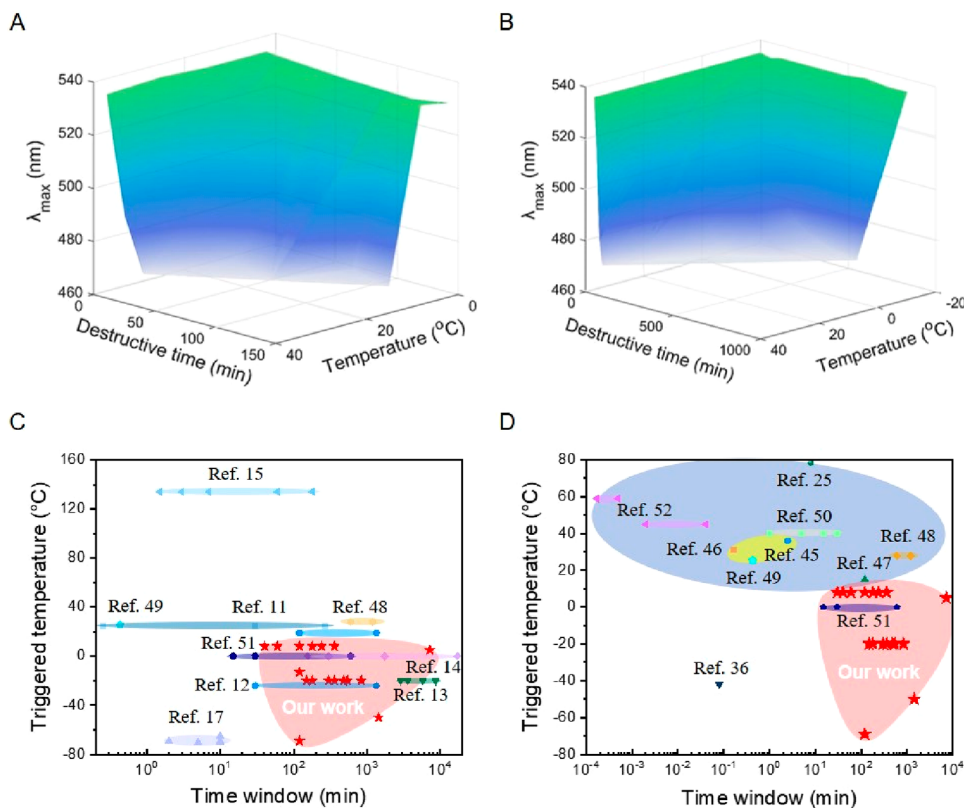 A
540
520
500
480
460
λmax (nm)
0
50
100
150
Destructive time (min)
40
20
0
Temperature (°C)
B
540
520
500
480
460
λmax (nm)
0
500
1000
Destructive time (min)
40
20
0
-20
Temperature (°C)
C
160
120
80
40
0
-40
-80
Triggered temperature (°C)
Ref. 15
Ref. 49
Ref. 11
Ref. 48
Ref. 51
Ref. 14
Ref. 12
Ref. 13
Our work
Ref. 17
10⁰
10¹
10²
10³
10⁴
Time window (min)
D
80
60
40
20
0
-20
-40
-60
-80
Triggered temperature (°C)
Ref. 25
Ref. 52
Ref. 50
Ref. 46
Ref. 45
Ref. 48
Ref. 49
Ref. 47
Ref. 51
Ref. 36
Our work
10⁻⁴
10⁻³
10⁻²
10⁻¹
10⁰
10¹
10²
10³
10⁴
Time window (min)